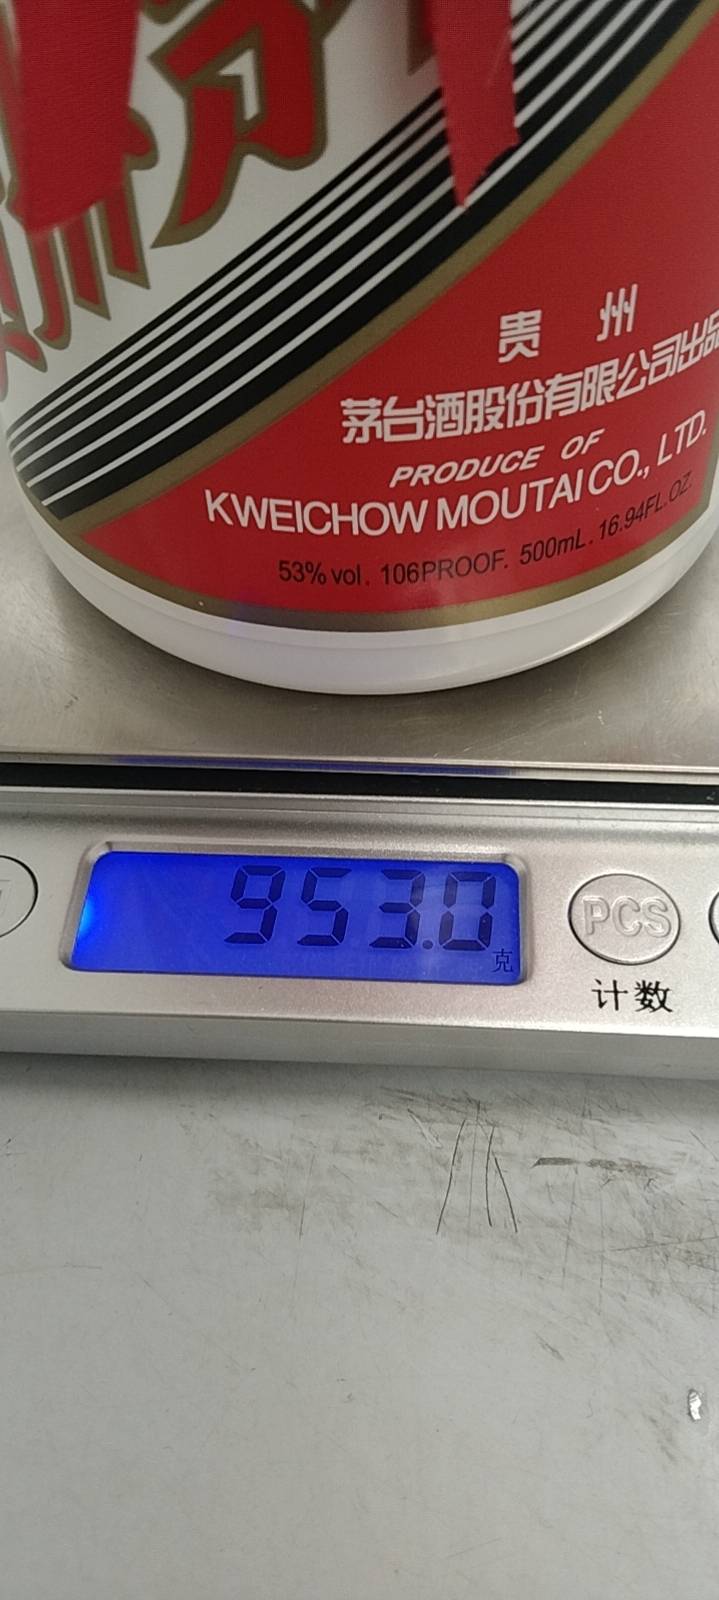 贵州
茅台酒股份有限公司出品
PRODUCE OF
KWEICHOW MOUTAI CO., LTD.
53% vol. 106PROOF. 500mL. 16.94FL.OZ.
953.0
克
PCS
计数